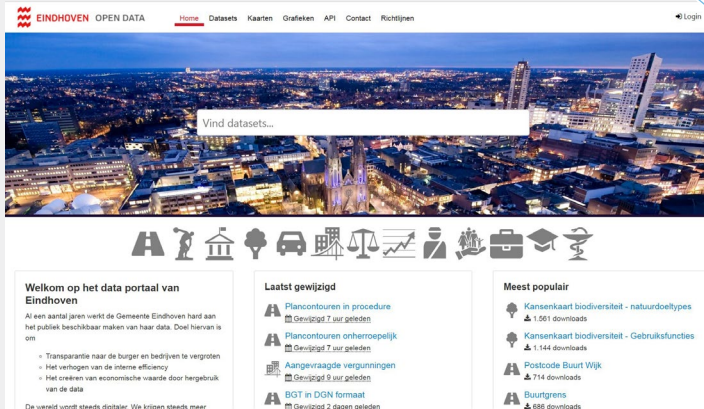 EINDHOVEN OPEN DATA
Home Datasets Kaarten Grafieken API Contact Richtlijnen
Login
Vind datasets...
Welkom op het data portaal van
Eindhoven
Al een aantal jaren werkt de Gemeente Eindhoven hard aan
het publiek beschikbaar maken van haar data. Doel hiervan is
om
Transparantie naar de burger en bedrijven te vergroten
Het verhogen van de interne efficiency
Het creëren van economische waarde door hergebruik
van de data
De wereld wordt steeds digitaler. We krijgen steeds meer
Laatst gewijzigd
Plancontouren in procedure
Gewijzigd 7 uur geleden
Plancontouren onherroepelijk
Gewijzigd 7 uur geleden
Aangevraagde vergunningen
Gewijzigd 9 uur geleden
BGT in DGN formaat
Gewijzigd 2 dagen geleden
Meest populair
Kansenkaart biodiversiteit - natuurdoeltypes
1.561 downloads
Kansenkaart biodiversiteit - Gebruiksfuncties
1.144 downloads
Postcode Buurt Wijk
714 downloads
Buurtgrens
686 downloads